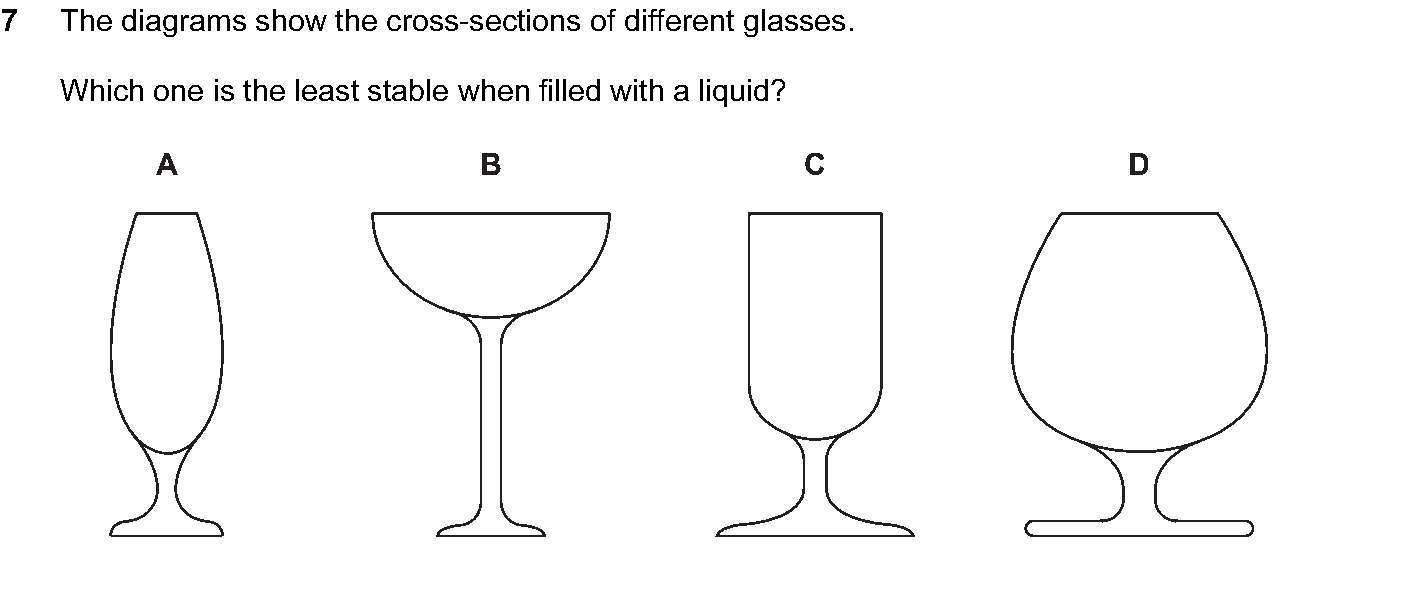 7 The diagrams show the cross-sections of different glasses.
Which one is the least stable when filled with a liquid?
A B C D